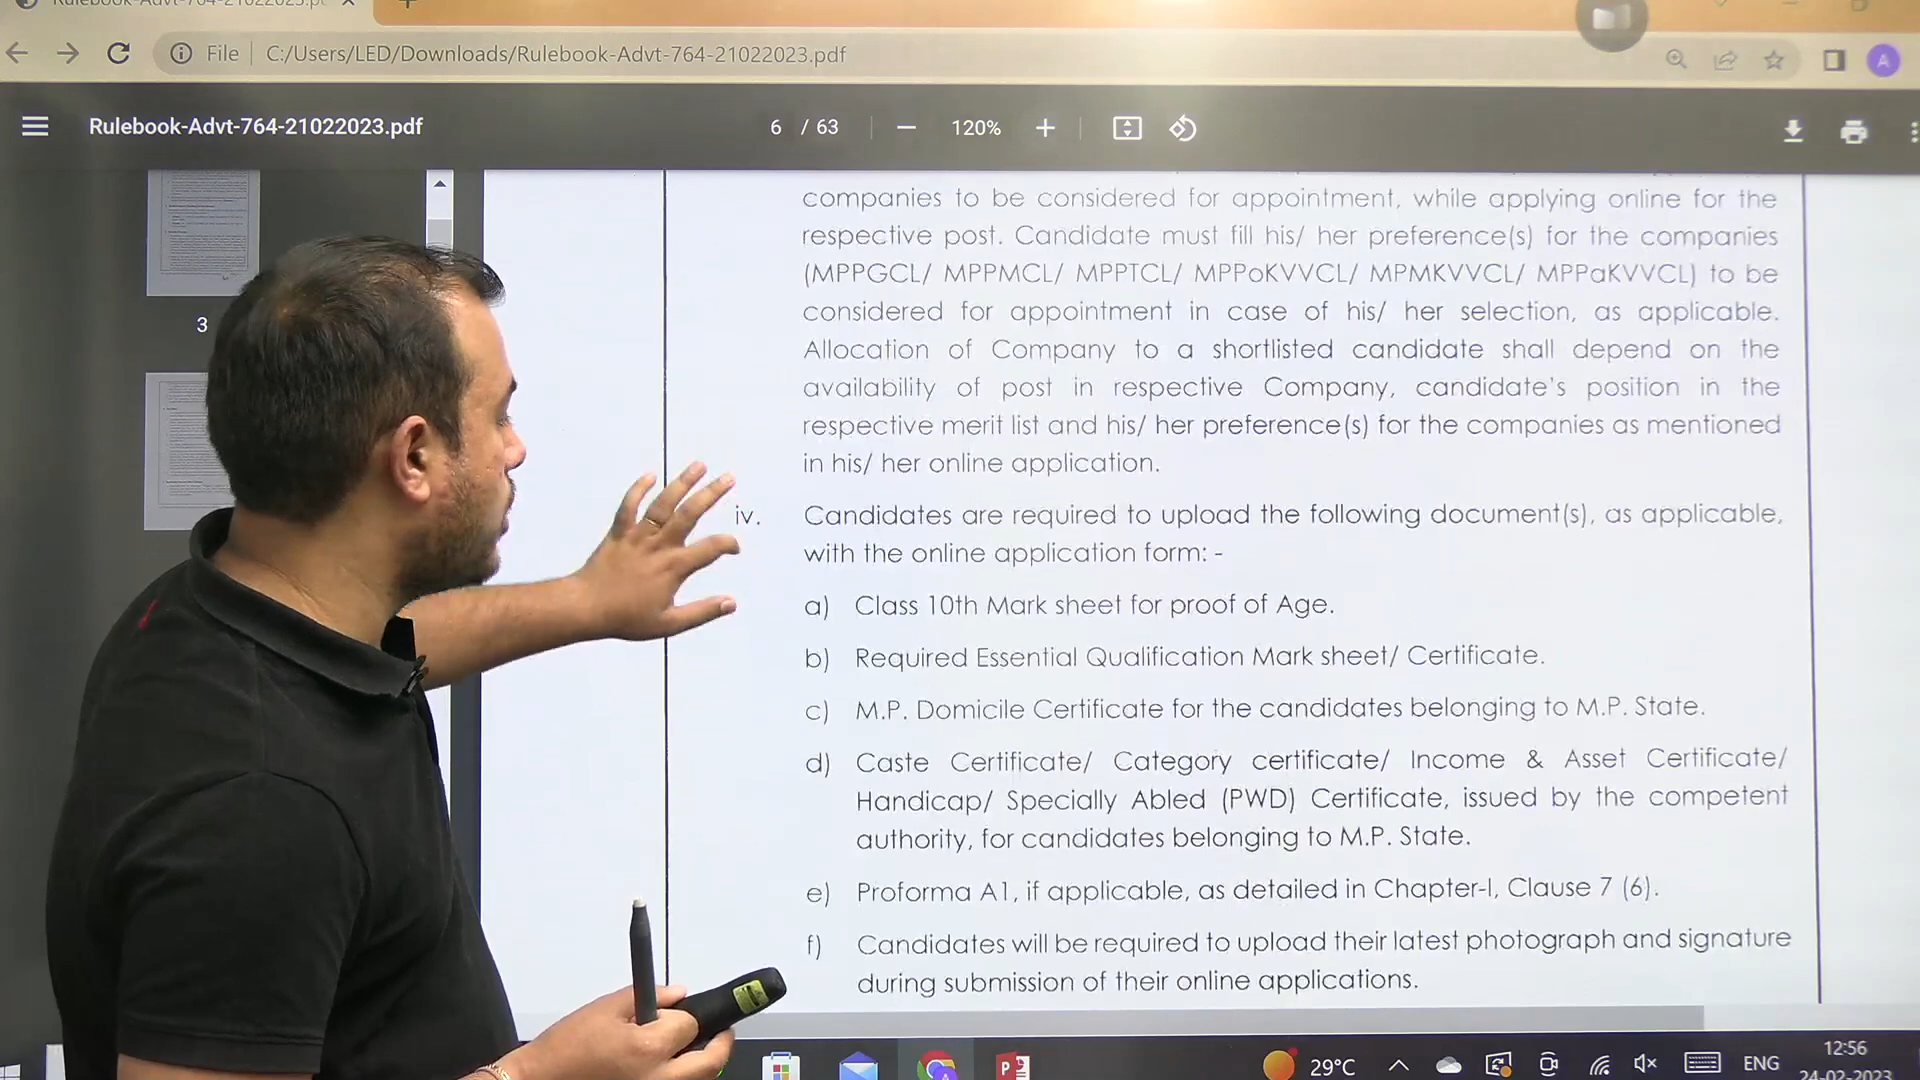 Rulebook-Advt-764-21022023.p
File C:/Users/LED/Downloads/Rulebook-Advt-764-21022023.pdf
A
Rulebook-Advt-764-21022023.pdf 6 / 63 120%
3
companies to be considered for appointment, while applying online for the
respective post. Candidate must fill his/ her preference(s) for the companies
(MPPGCL/ MPPMCL/ MPPTCL/ MPPoKVVCL/ MPMKVVCL/ MPPaKVVCL) to be
considered for appointment in case of his/ her selection, as applicable.
Allocation of Company to a shortlisted candidate shall depend on the
availability of post in respective Company, candidate's position in the
respective merit list and his/ her preference(s) for the companies as mentioned
in his/ her online application.
iv. Candidates are required to upload the following document(s), as applicable,
with the online application form: -
a) Class 10th Mark sheet for proof of Age.
b) Required Essential Qualification Mark sheet/ Certificate.
c) M.P. Domicile Certificate for the candidates belonging to M.P. State.
d) Caste Certificate/ Category certificate/ Income & Asset Certificate/
Handicap/ Specially Abled (PWD) Certificate, issued by the competent
authority, for candidates belonging to M.P. State.
e) Proforma A1, if applicable, as detailed in Chapter-I, Clause 7 (6).
f) Candidates will be required to upload their latest photograph and signature
during submission of their online applications.
29°C ENG 12:56
24-02-2023